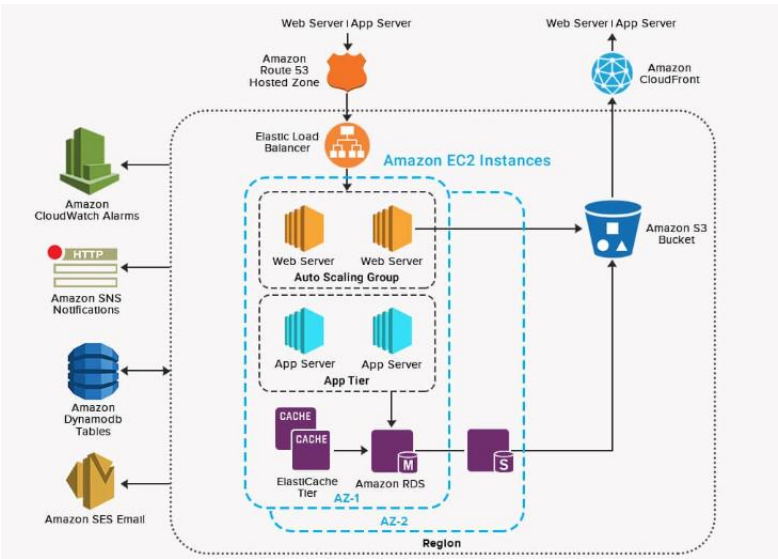 Web Server | App Server
Web Server | App Server
Amazon
Route 53
Hosted Zone
Amazon
CloudFront
Elastic Load
Balancer
Amazon EC2 Instances
Amazon
CloudWatch Alarms
Web Server
Web Server
Auto Scaling Group
Amazon S3
Bucket
HTTP
Amazon SNS
Notifications
App Server
App Server
App Tier
Amazon
Dynamodb
Tables
CACHE
CACHE
M
S
ElastiCache
Tier
Amazon RDS
AZ-1
Amazon SES Email
AZ-2
Region